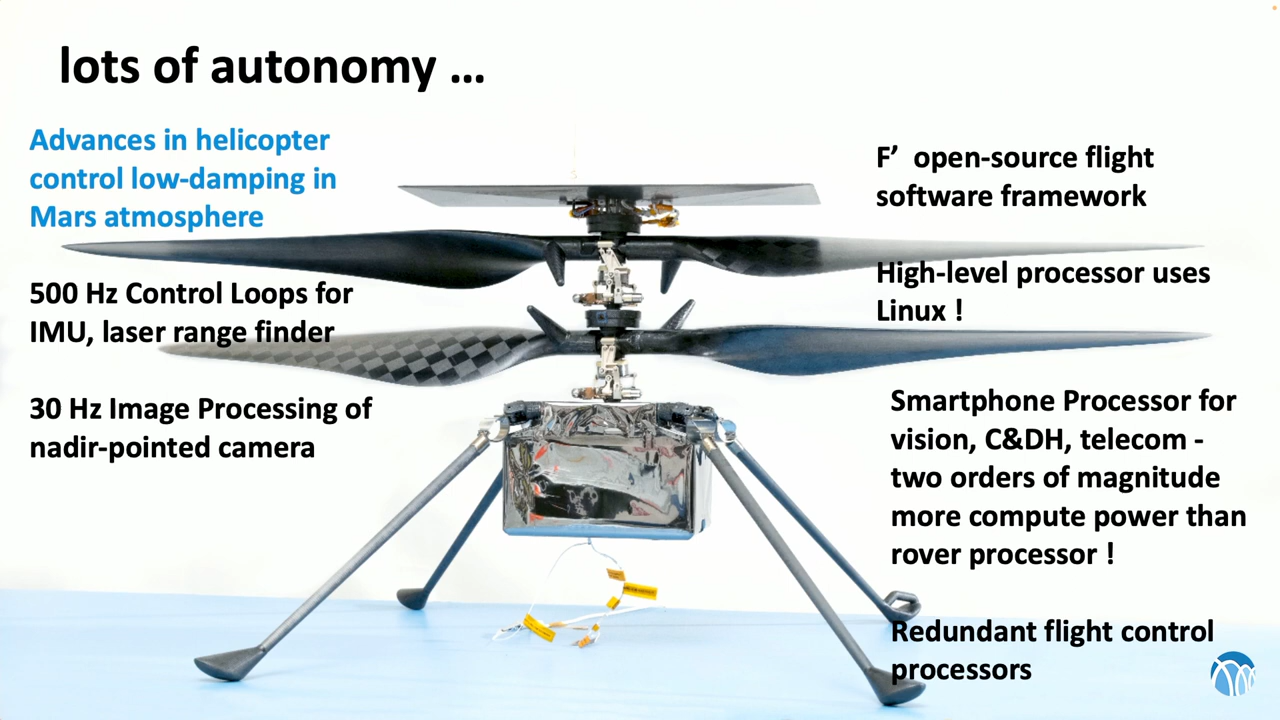 lots of autonomy ...
Advances in helicopter
control low-damping in
Mars atmosphere
500 Hz Control Loops for
IMU, laser range finder
30 Hz Image Processing of
nadir-pointed camera
F’  open-source flight
software framework
High-level processor uses
Linux !
Smartphone Processor for
vision, C&DH, telecom -
two orders of magnitude
more compute power than
rover processor !
Redundant flight control
processors